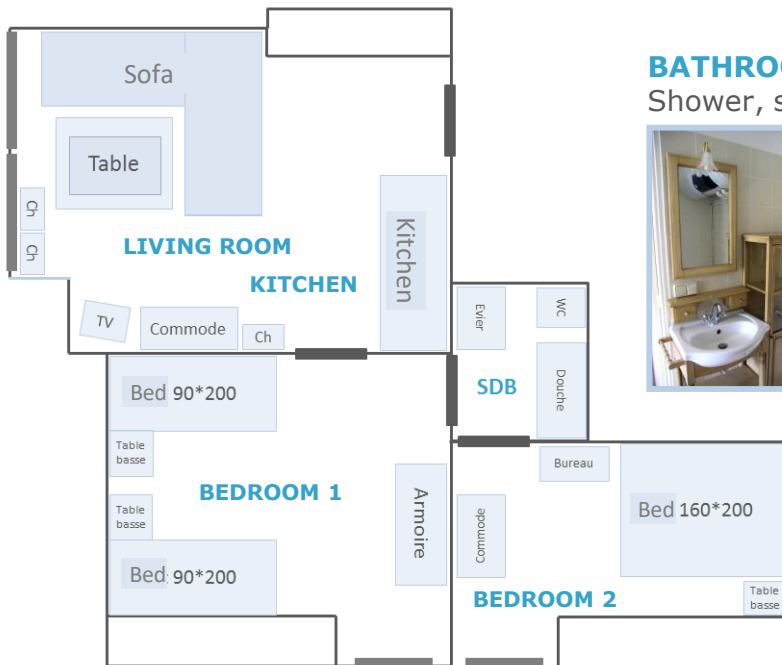 BATHROO
Shower, s
Sofa
Table
Ch
Ch
LIVING ROOM
KITCHEN
Kitchen
TV
Commode
Ch
Evier
WC
SDB
Douche
Bed 90*200
Table
basse
BEDROOM 1
Table
basse
Bed 90*200
Armoire
Bureau
Commode
Bed 160*200
BEDROOM 2
Table
basse